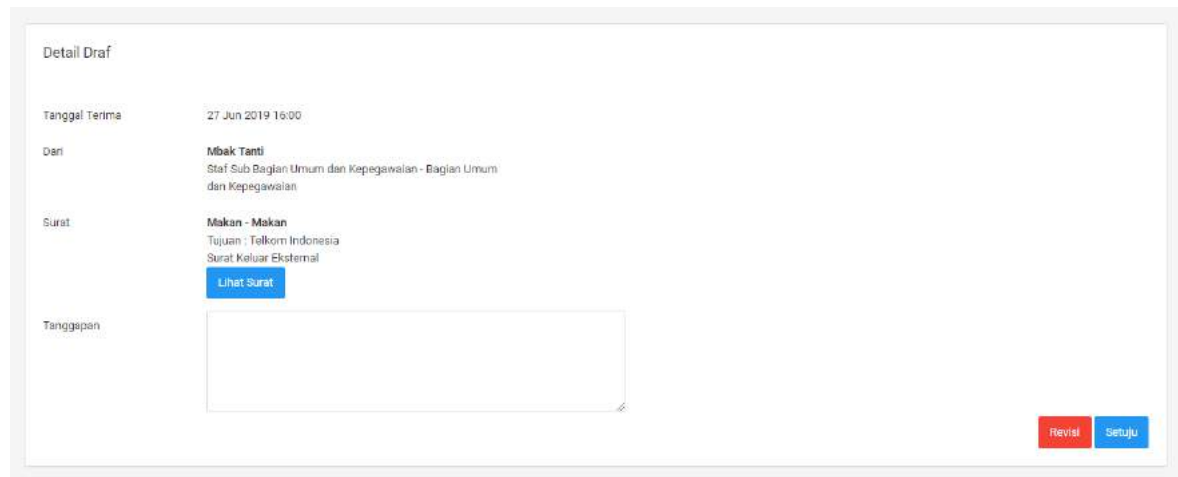 Detail Draf
Tanggal Terima 27 Jun 2019 16:00
Dari Mbak Tanti
Staf Sub Bagian Umum dan Kepegawaian - Bagian Umum
dan Kepegawaian
Surat Makan - Makan
Tujuan : Telkom Indonesia
Surat Keluar Eksternal
Lihat Surat
Tanggapan
Revisi Setuju